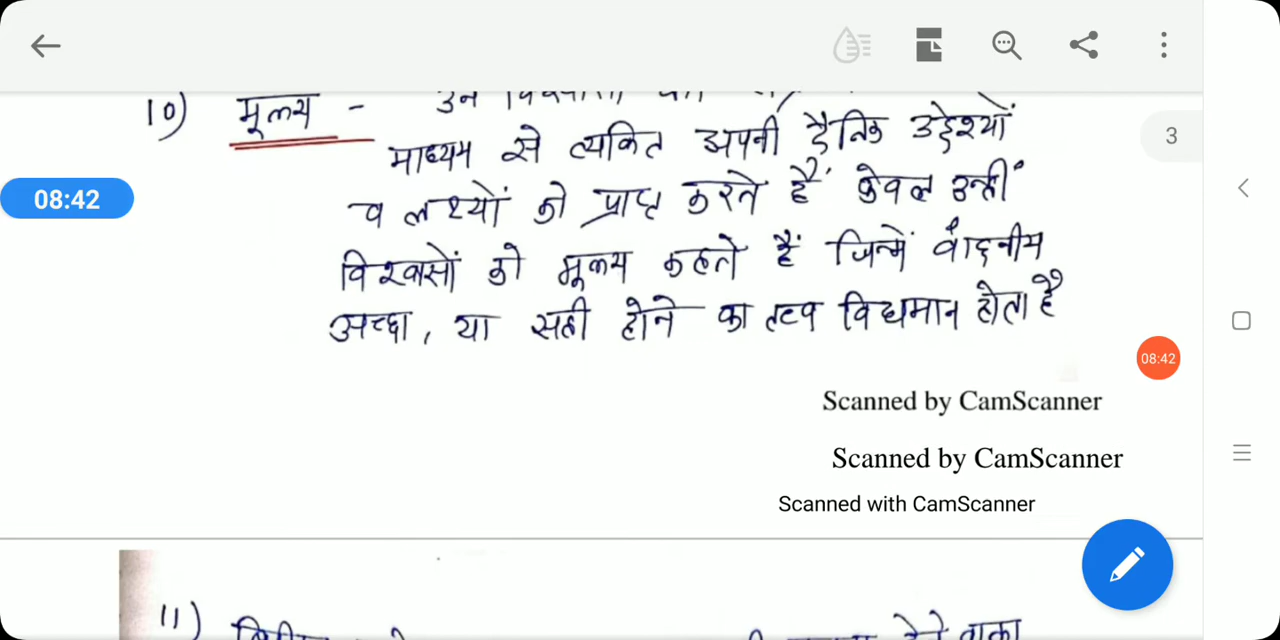 3
10) मूल्य - उन
माध्यम से व्यकित अपनी दैनिक उद्देश्यों
08:42
व लक्ष्यों को प्राप्त करते हैं केवल उन्हीं
विश्वासों को मूल्य कहते हैं जिनमें वांछनीय
अच्छा, या सही होने का तत्व विद्यमान होता है
08:42
Scanned by CamScanner
Scanned by CamScanner
Scanned with CamScanner
11)